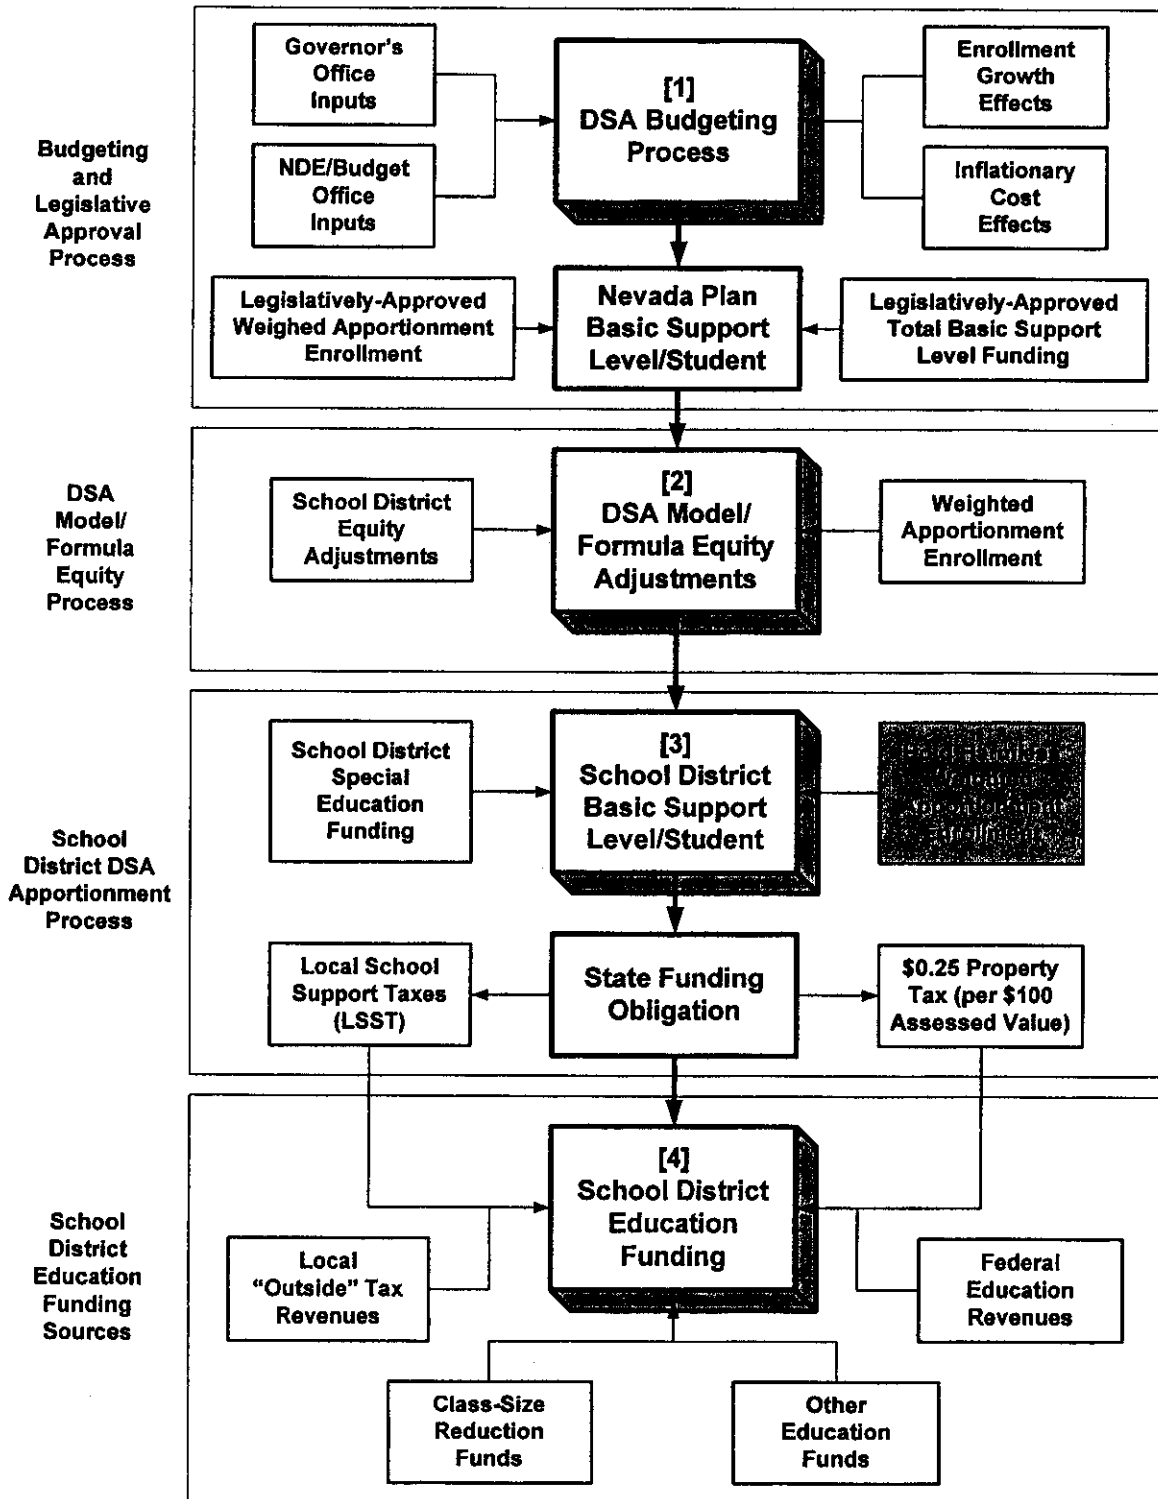 Budgeting
and
Legislative
Approval
Process
Governor's
Office
Inputs
NDE/Budget
Office
Inputs
[1]
DSA Budgeting
Process
Enrollment
Growth
Effects
Inflationary
Cost
Effects
Legislatively-Approved
Weighed Apportionment
Enrollment
Nevada Plan
Basic Support
Level/Student
Legislatively-Approved
Total Basic Support
Level Funding
DSA
Model/
Formula
Equity
Process
School District
Equity
Adjustments
[2]
DSA Model/
Formula Equity
Adjustments
Weighted
Apportionment
Enrollment
School
District DSA
Apportionment
Process
School District
Special
Education
Funding
[3]
School District
Basic Support
Level/Student
Hold Harmless
Weighted
Apportionment
Enrollment
Local School
Support Taxes
(LSST)
State Funding
Obligation
$0.25 Property
Tax (per $100
Assessed Value)
School
District
Education
Funding
Sources
[4]
School District
Education
Funding
Local
“Outside” Tax
Revenues
Federal
Education
Revenues
Class-Size
Reduction
Funds
Other
Education
Funds